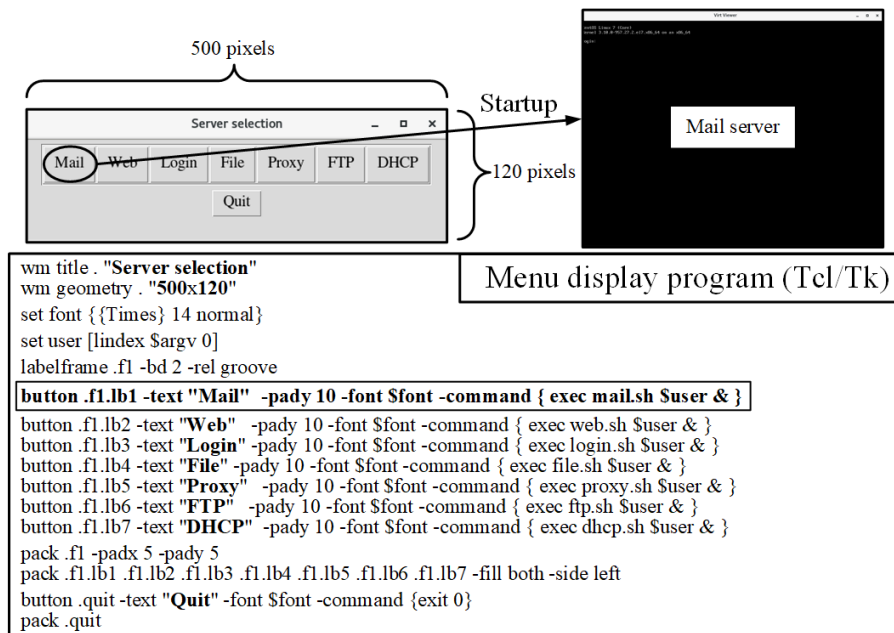 500 pixels
Server selection
Mail Web Login File Proxy FTP DHCP
Quit
Startup
120 pixels
Virt Viewer
Mail server
Menu display program (Tcl/Tk)
wm title . "Server selection"
wm geometry . "500x120"
set font {{Times} 14 normal}
set user [lindex $argv 0]
labelframe .f1 -bd 2 -rel groove
button .f1.lb1 -text "Mail" -pady 10 -font $font -command { exec mail.sh $user & }
button .f1.lb2 -text "Web" -pady 10 -font $font -command { exec web.sh $user & }
button .f1.lb3 -text "Login" -pady 10 -font $font -command { exec login.sh $user & }
button .f1.lb4 -text "File" -pady 10 -font $font -command { exec file.sh $user & }
button .f1.lb5 -text "Proxy" -pady 10 -font $font -command { exec proxy.sh $user & }
button .f1.lb6 -text "FTP" -pady 10 -font $font -command { exec ftp.sh $user & }
button .f1.lb7 -text "DHCP" -pady 10 -font $font -command { exec dhcp.sh $user & }
pack .f1 -padx 5 -pady 5
pack .f1.lb1 .f1.lb2 .f1.lb3 .f1.lb4 .f1.lb5 .f1.lb6 .f1.lb7 -fill both -side left
button .quit -text "Quit" -font $font -command {exit 0}
pack .quit